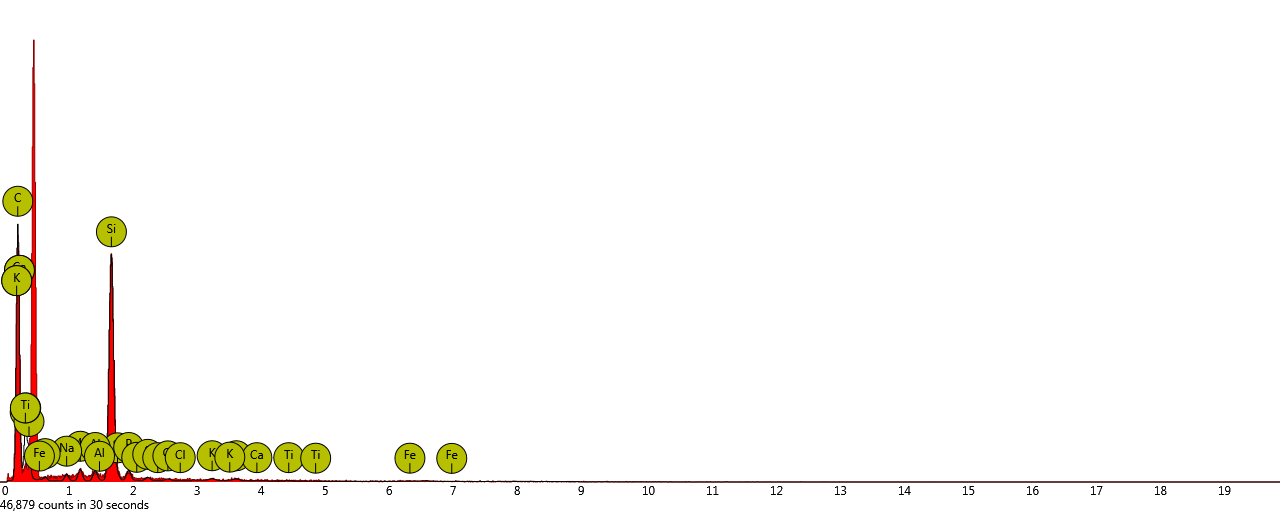 C
Si
K
Ti
Fe
Na
Al
P
Cl
K
K
Ca
Ti
Ti
Fe
Fe
0 1 2 3 4 5 6 7 8 9 10 11 12 13 14 15 16 17 18 19
46,879 counts in 30 seconds